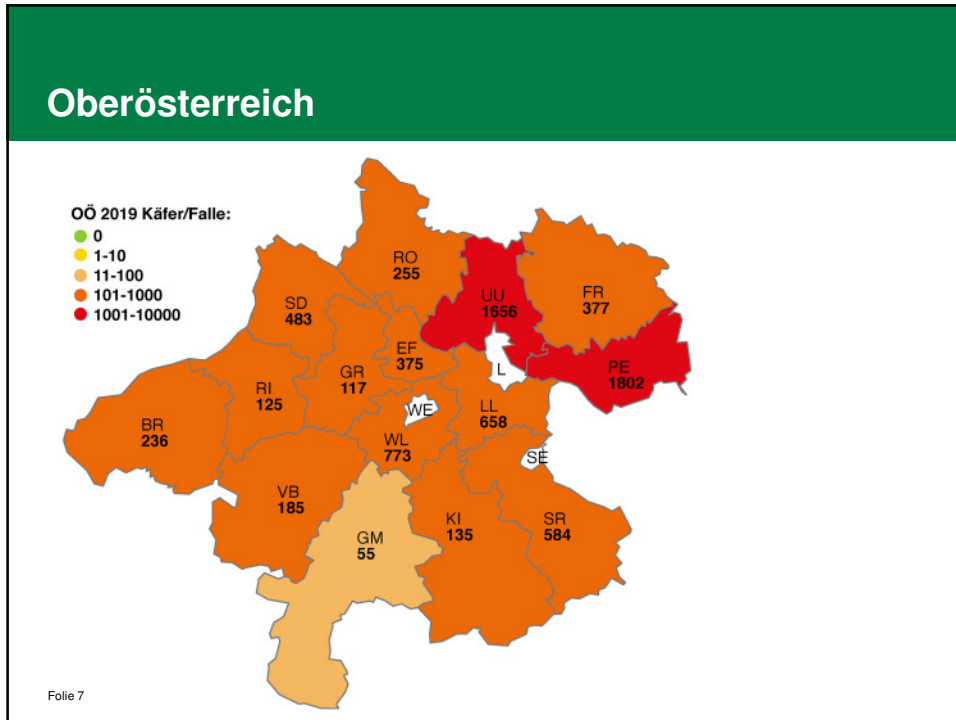 Oberösterreich
OÖ 2019 Käfer/Falle:
0
1-10
11-100
101-1000
1001-10000
RO
255
UU
1656
FR
377
SD
483
EF
375
L
PE
1802
GR
117
RI
125
WE
LL
658
BR
236
WL
773
SE
VB
185
GM
55
KI
135
SR
584
Folie 7